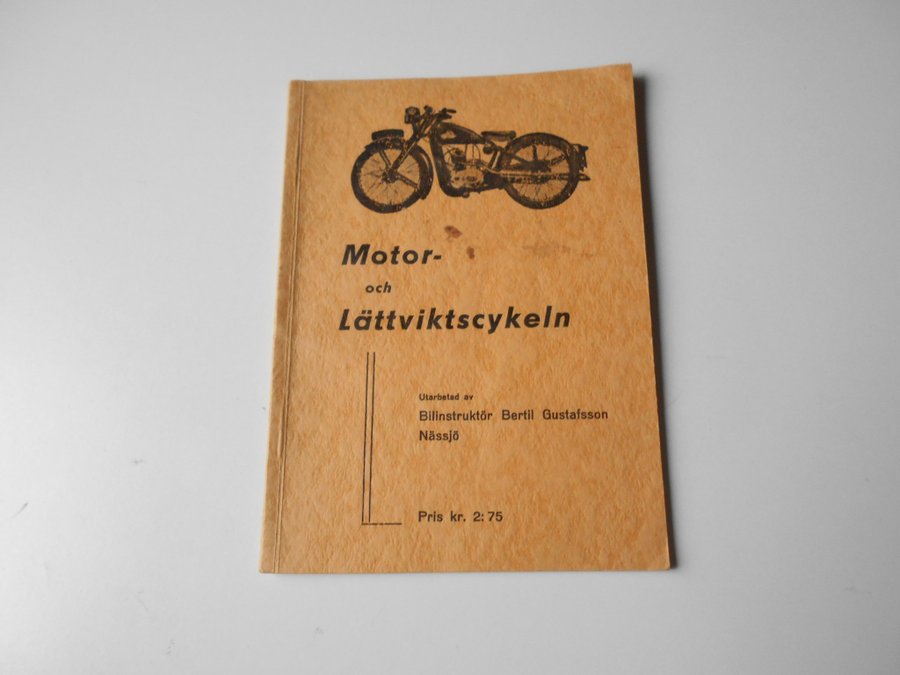 Motor-
och
Lättviktscykeln
Utarbetad av
Bilinstruktör Bertil Gustafsson
Nässjö
Pris kr. 2:75